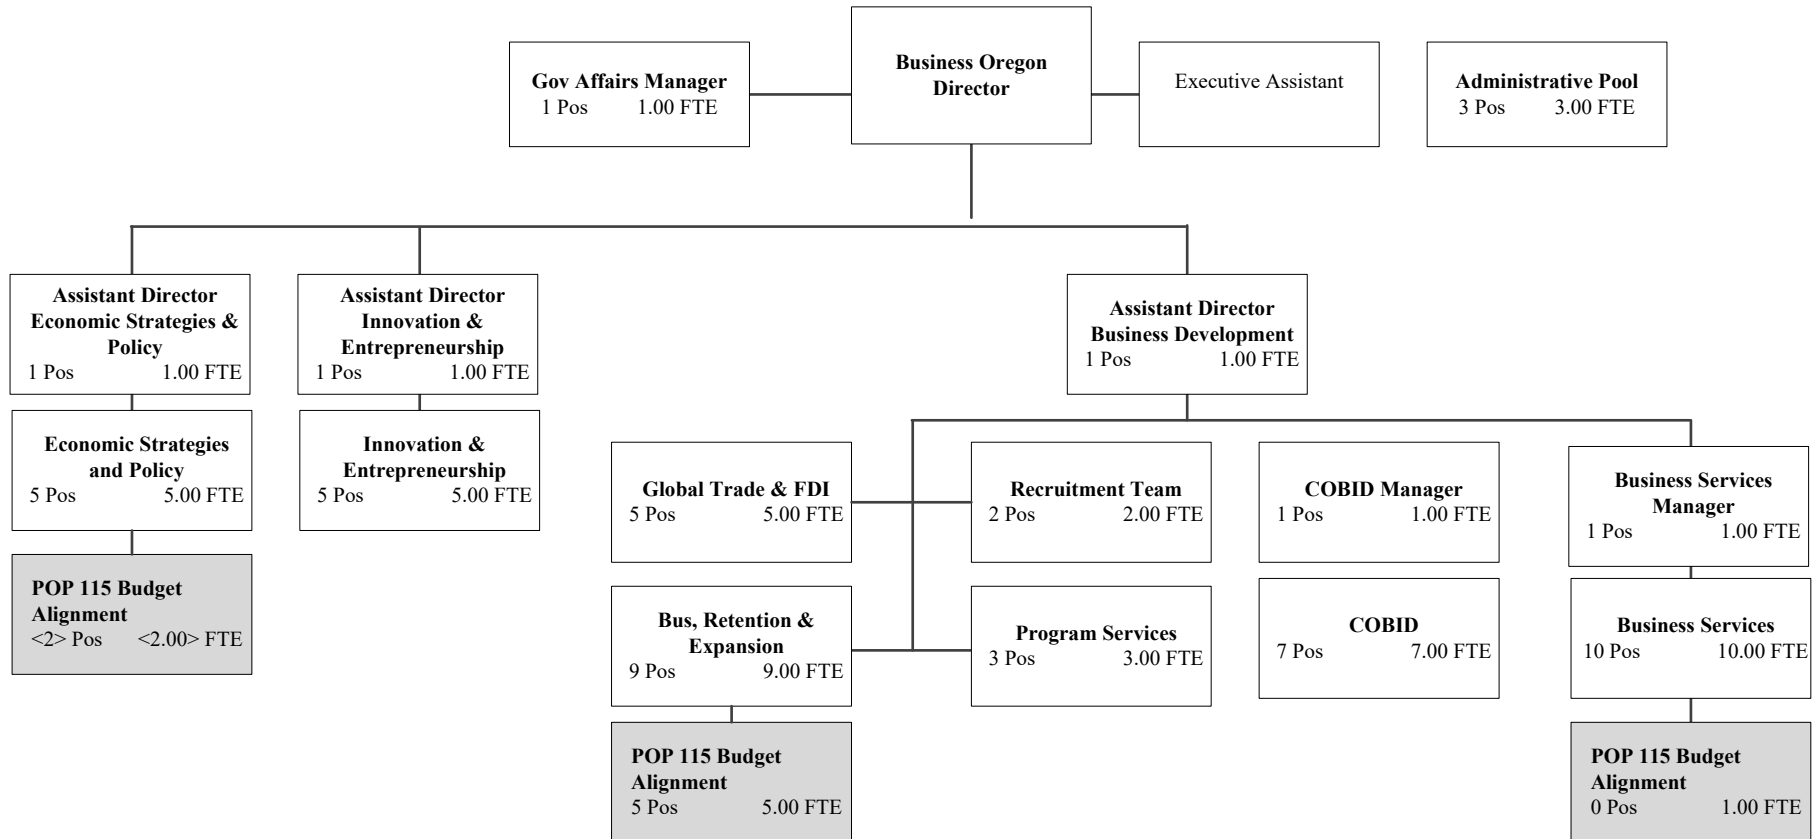 Gov Affairs Manager
1 Pos 1.00 FTE
Business Oregon
Director
Executive Assistant
Administrative Pool
3 Pos 3.00 FTE
Assistant Director
Economic Strategies &
Policy
1 Pos 1.00 FTE
Assistant Director
Innovation &
Entrepreneurship
1 Pos 1.00 FTE
Assistant Director
Business Development
1 Pos 1.00 FTE
Economic Strategies
and Policy
5 Pos 5.00 FTE
Innovation &
Entrepreneurship
5 Pos 5.00 FTE
Global Trade & FDI
5 Pos 5.00 FTE
Recruitment Team
2 Pos 2.00 FTE
COBID Manager
1 Pos 1.00 FTE
Business Services
Manager
1 Pos 1.00 FTE
POP 115 Budget
Alignment
<2> Pos <2.00> FTE
Bus, Retention &
Expansion
9 Pos 9.00 FTE
Program Services
3 Pos 3.00 FTE
COBID
7 Pos 7.00 FTE
Business Services
10 Pos 10.00 FTE
POP 115 Budget
Alignment
5 Pos 5.00 FTE
POP 115 Budget
Alignment
0 Pos 1.00 FTE